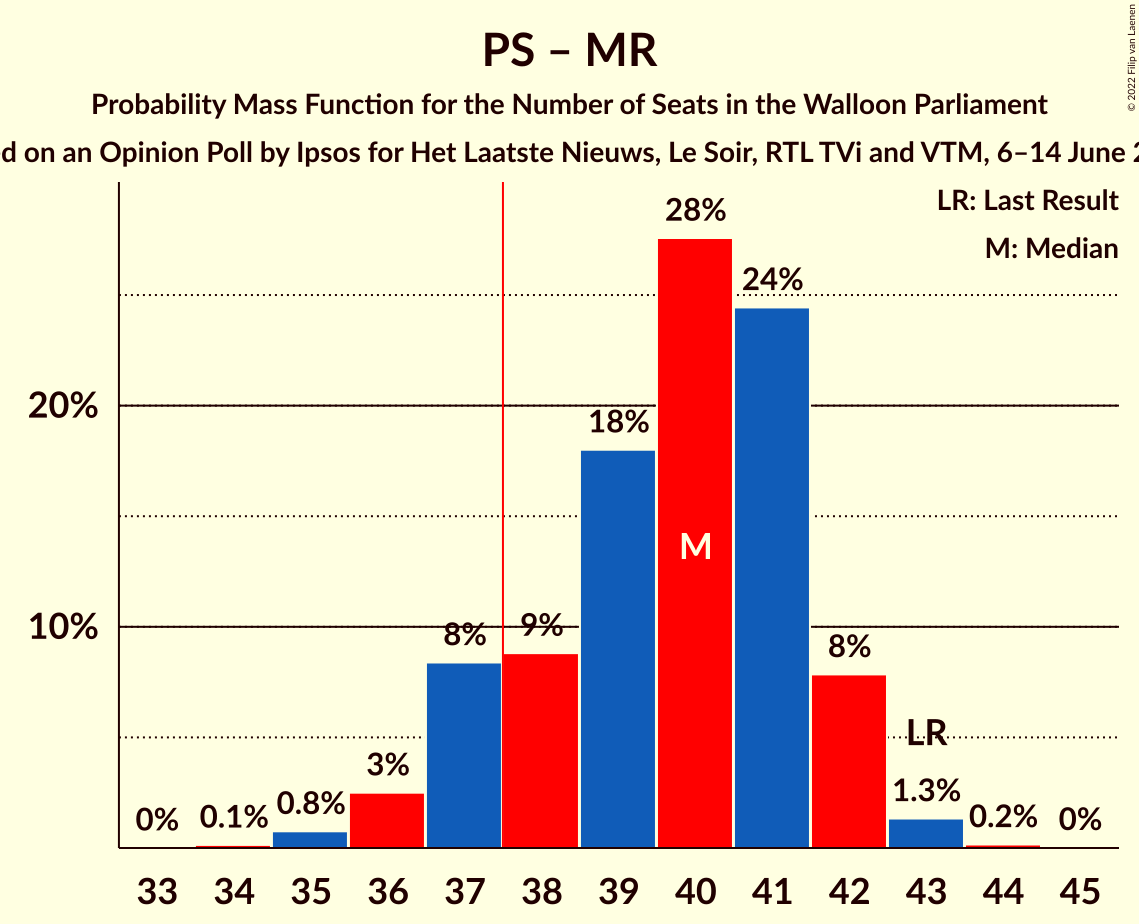 PS – MR
Probability Mass Function for the Number of Seats in the Walloon Parliament
on an Opinion Poll by Ipsos for Het Laatste Nieuws, Le Soir, RTL TVi and VTM, 6–14 June
© 2022 Filip van Laenen
LR: Last Result
M: Median
28%
24%
20%
18%
M
10%
8%
9%
8%
LR
3%
1.3%
0%
0.1%
0.8%
0.2%
0%
33 34 35 36 37 38 39 40 41 42 43 44 45